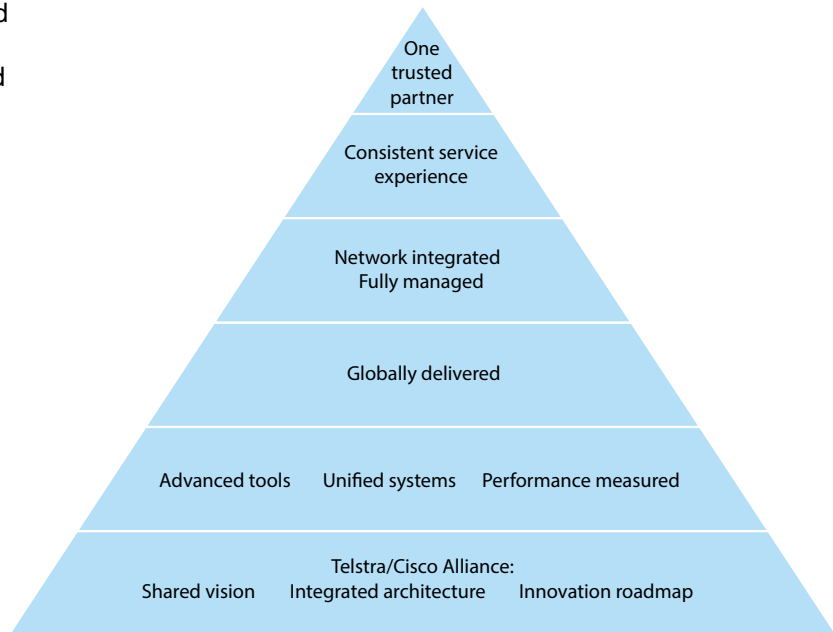 d
d
One
trusted
partner
Consistent service
experience
Network integrated
Fully managed
Globally delivered
Advanced tools Unified systems Performance measured
Telstra/Cisco Alliance:
Shared vision Integrated architecture Innovation roadmap